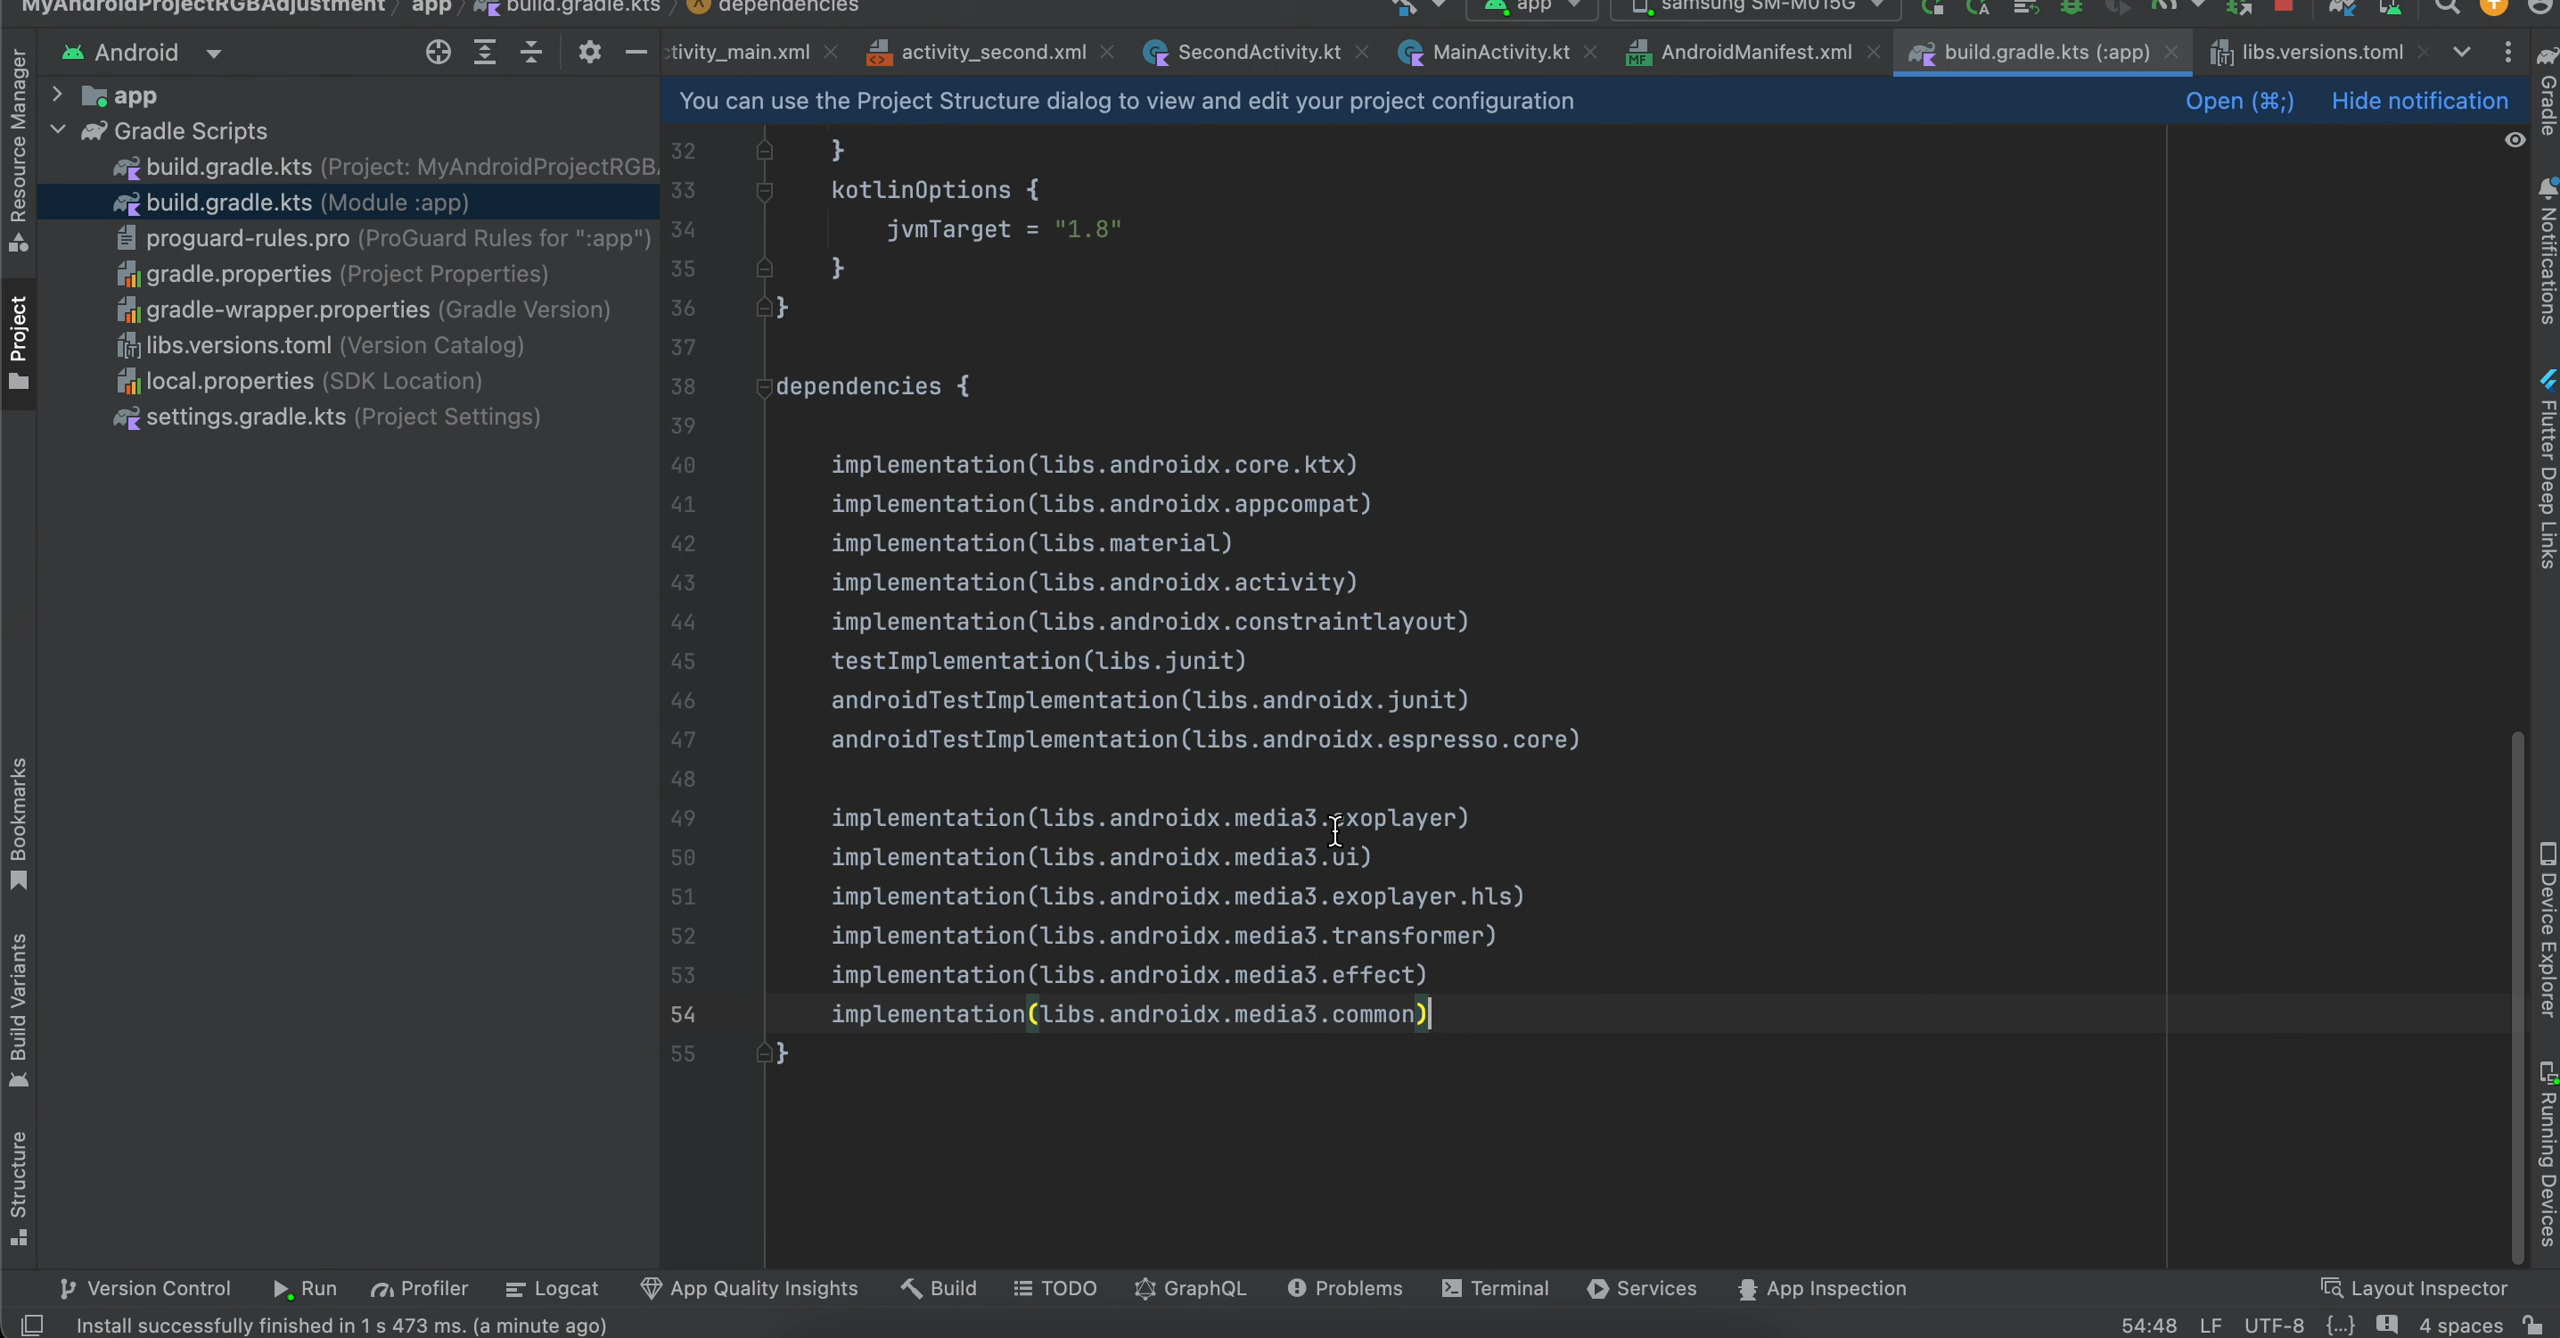 MyAndroidProjectRGBAdjustment / app / build.gradle.kts / dependencies
app
samsung SM-M015G
Android
tivity_main.xml
activity_second.xml
SecondActivity.kt
MainActivity.kt
AndroidManifest.xml
build.gradle.kts (:app)
libs.versions.toml
You can use the Project Structure dialog to view and edit your project configuration
Open (⌘;)
Hide notification
app
Gradle Scripts
build.gradle.kts (Project: MyAndroidProjectRGB
build.gradle.kts (Module :app)
proguard-rules.pro (ProGuard Rules for ":app")
gradle.properties (Project Properties)
gradle-wrapper.properties (Gradle Version)
libs.versions.toml (Version Catalog)
local.properties (SDK Location)
settings.gradle.kts (Project Settings)
32 }
33 kotlinOptions {
34 jvmTarget = "1.8"
35 }
36 }
37
38 dependencies {
39
40 implementation(libs.androidx.core.ktx)
41 implementation(libs.androidx.appcompat)
42 implementation(libs.material)
43 implementation(libs.androidx.activity)
44 implementation(libs.androidx.constraintlayout)
45 testImplementation(libs.junit)
46 androidTestImplementation(libs.androidx.junit)
47 androidTestImplementation(libs.androidx.espresso.core)
48
49 implementation(libs.androidx.media3.exoplayer)
50 implementation(libs.androidx.media3.ui)
51 implementation(libs.androidx.media3.exoplayer.hls)
52 implementation(libs.androidx.media3.transformer)
53 implementation(libs.androidx.media3.effect)
54 implementation(libs.androidx.media3.common)
55 }
Resource Manager
Project
Bookmarks
Build Variants
Structure
Gradle
Notifications
Flutter Deep Links
Device Explorer
Running Devices
Version Control
Run
Profiler
Logcat
App Quality Insights
Build
TODO
GraphQL
Problems
Terminal
Services
App Inspection
Layout Inspector
Install successfully finished in 1 s 473 ms. (a minute ago)
54:48
LF
UTF-8
{...}
4 spaces